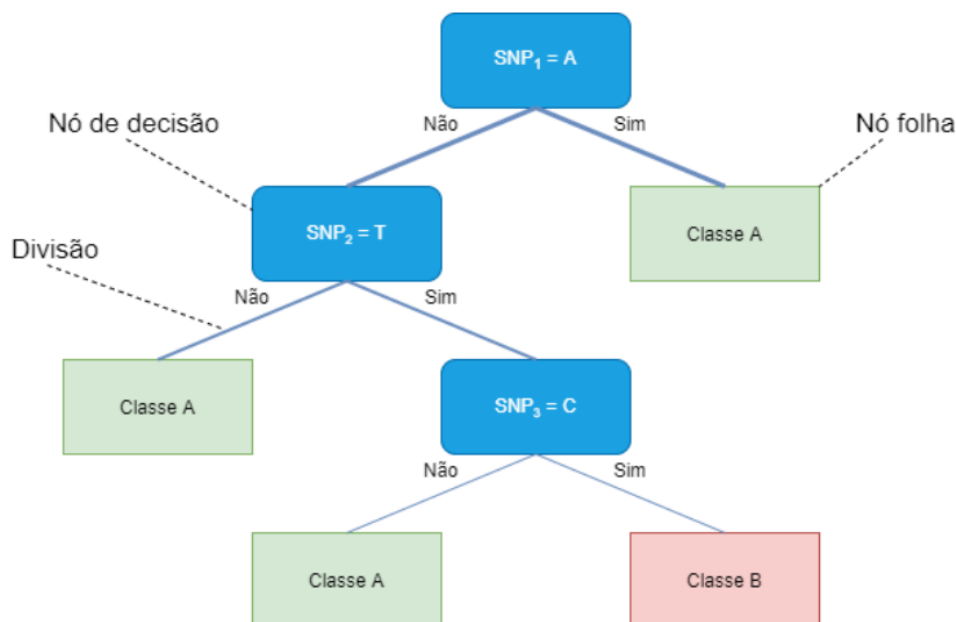 SNP₁ = A
Nó de decisão
Não
Sim
Nó folha
SNP₂ = T
Classe A
Divisão
Não
Sim
Classe A
SNP₃ = C
Não
Sim
Classe A
Classe B